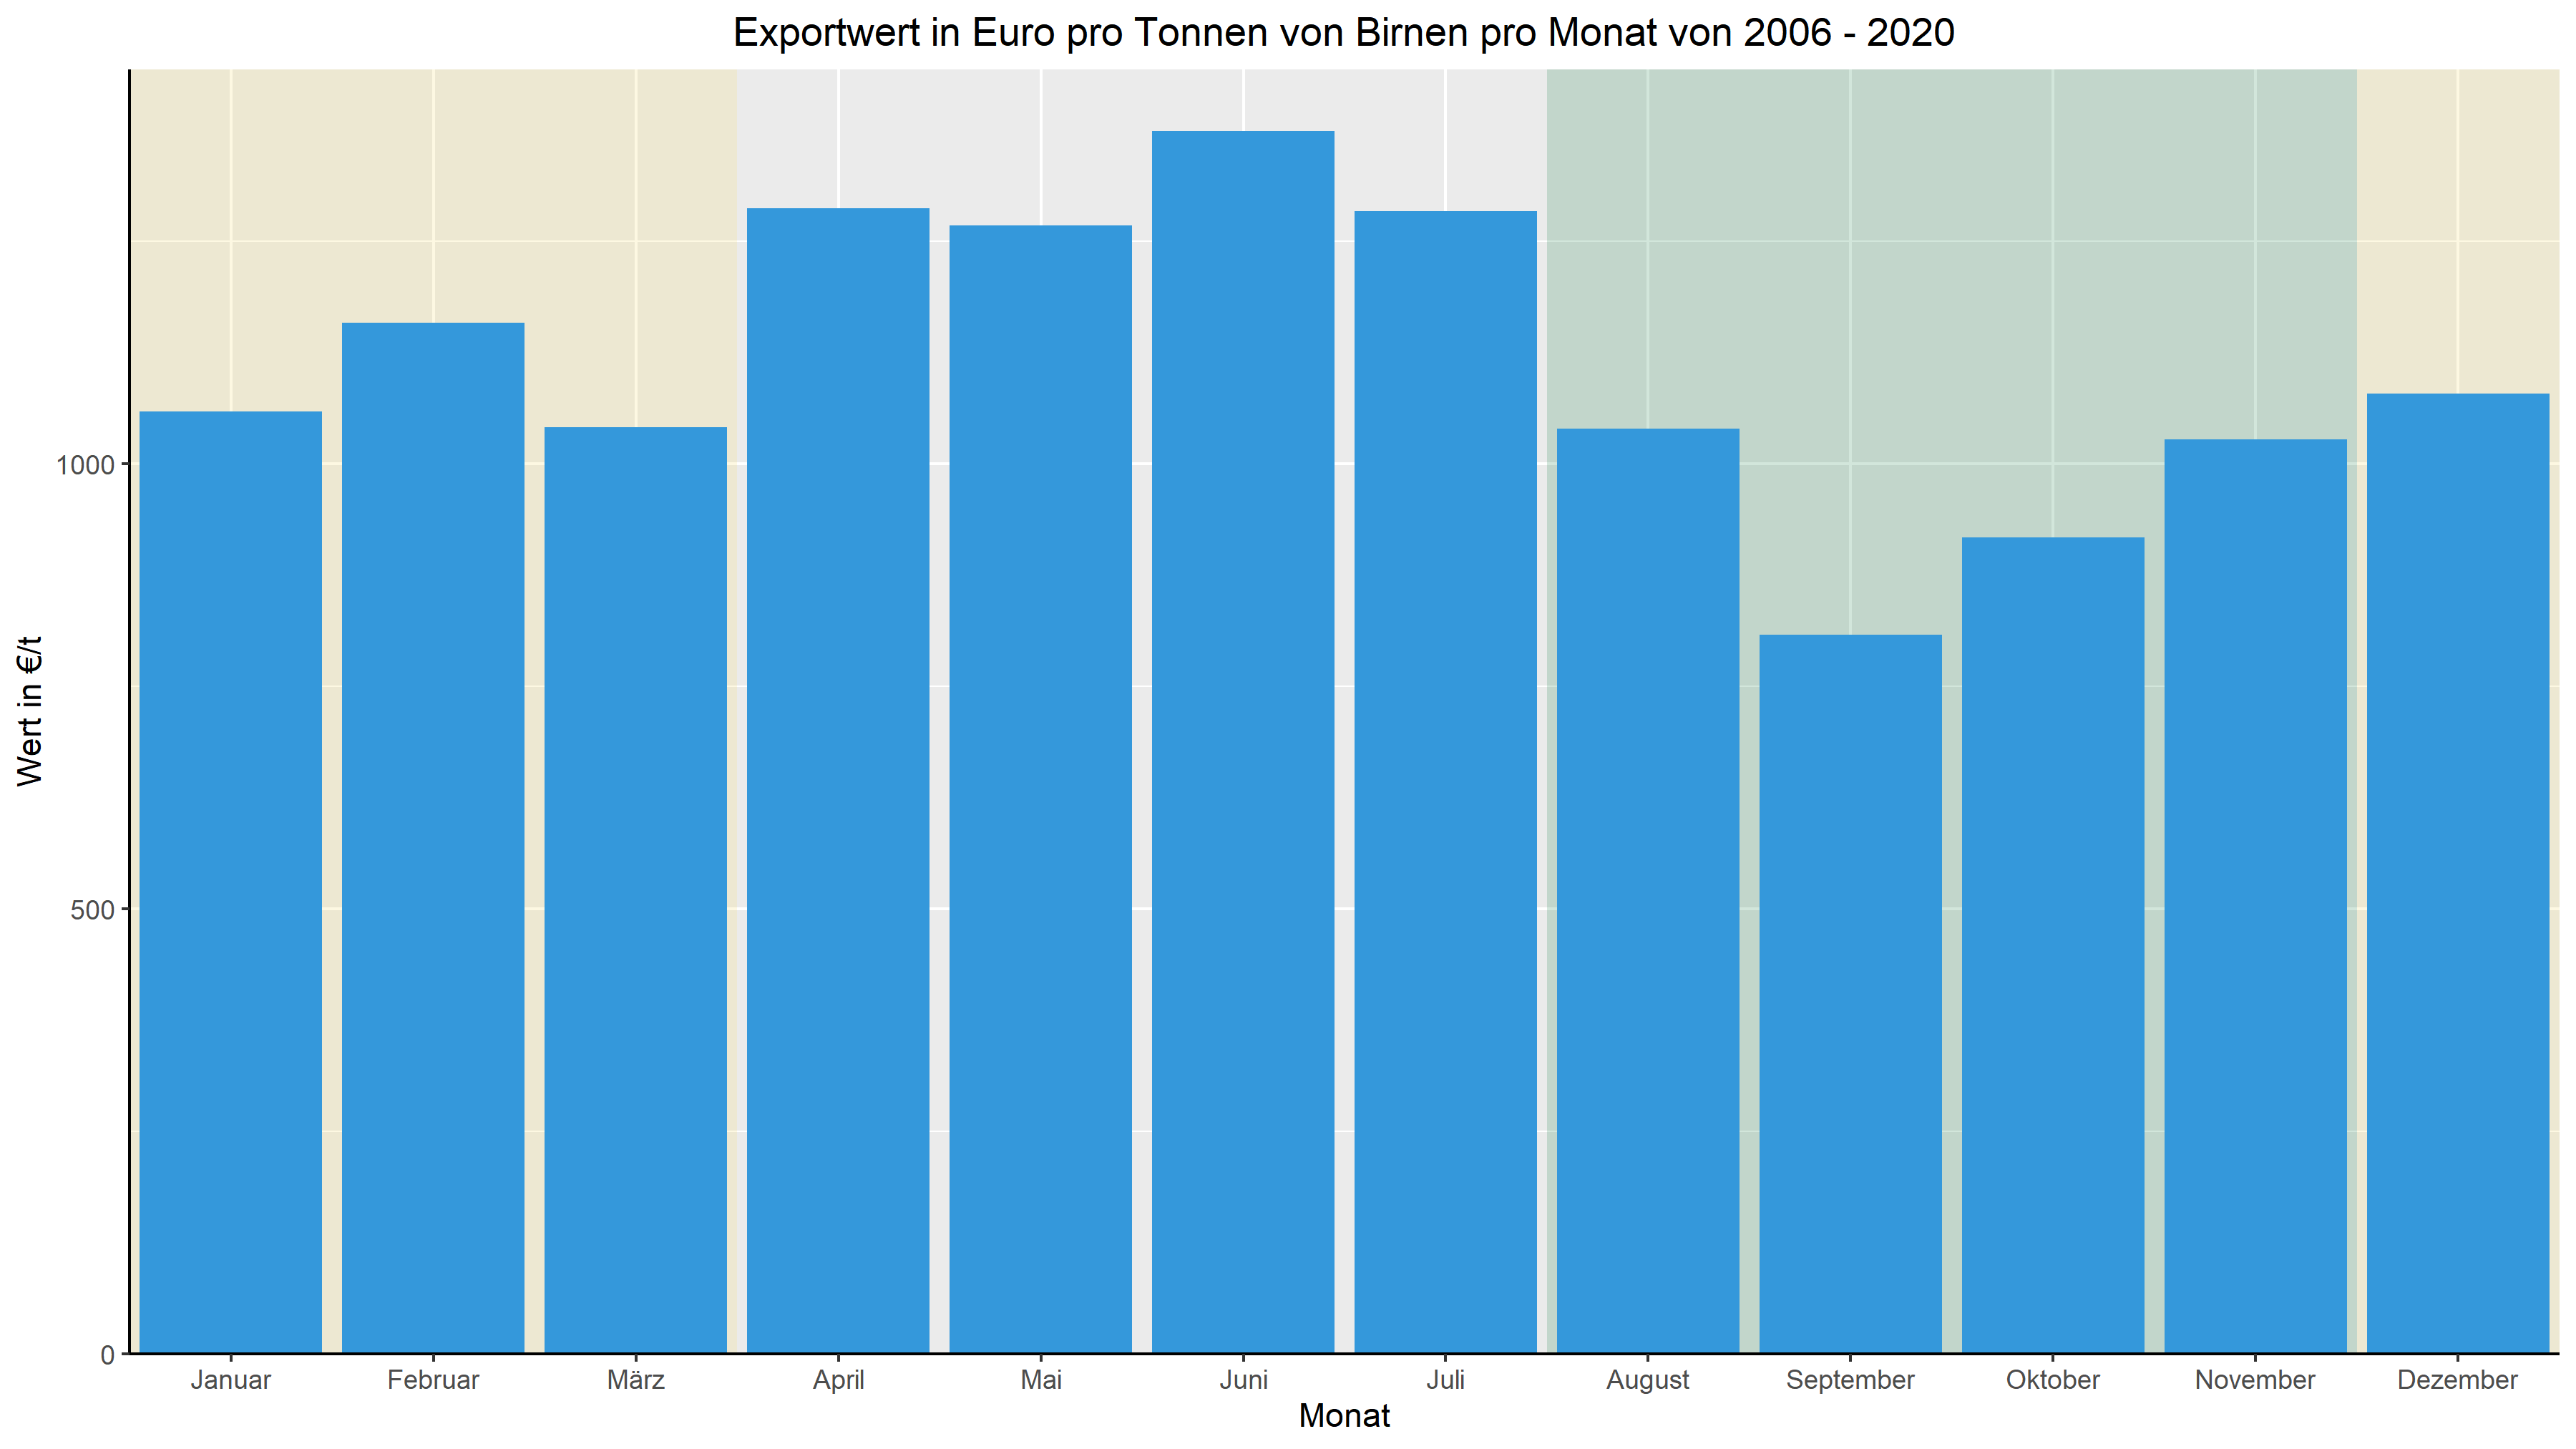 Exportwert in Euro pro Tonnen von Birnen pro Monat von 2006 - 2020
Wert in €/t
1000
500
0
Januar Februar März April Mai Juni Juli August September Oktober November Dezember
Monat